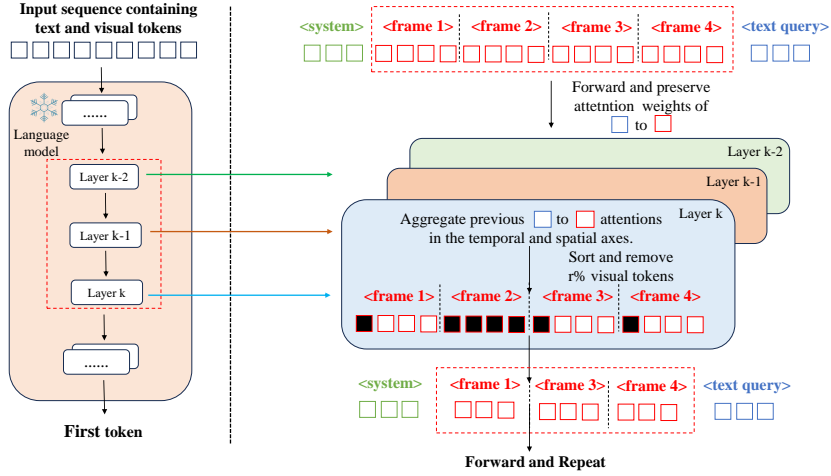 Input sequence containing
text and visual tokens
......
Language
model
Layer k-2
Layer k-1
Layer k
......
First token
<system> <frame 1> <frame 2> <frame 3> <frame 4> <text query>
Forward and preserve
attetntion weights of
to
Layer k-2
Layer k-1
Layer k
Aggregate previous to attentions
in the temporal and spatial axes.
Sort and remove
r% visual tokens
<frame 1> <frame 2> <frame 3> <frame 4>
<system> <frame 1> <frame 3> <frame 4> <text query>
Forward and Repeat